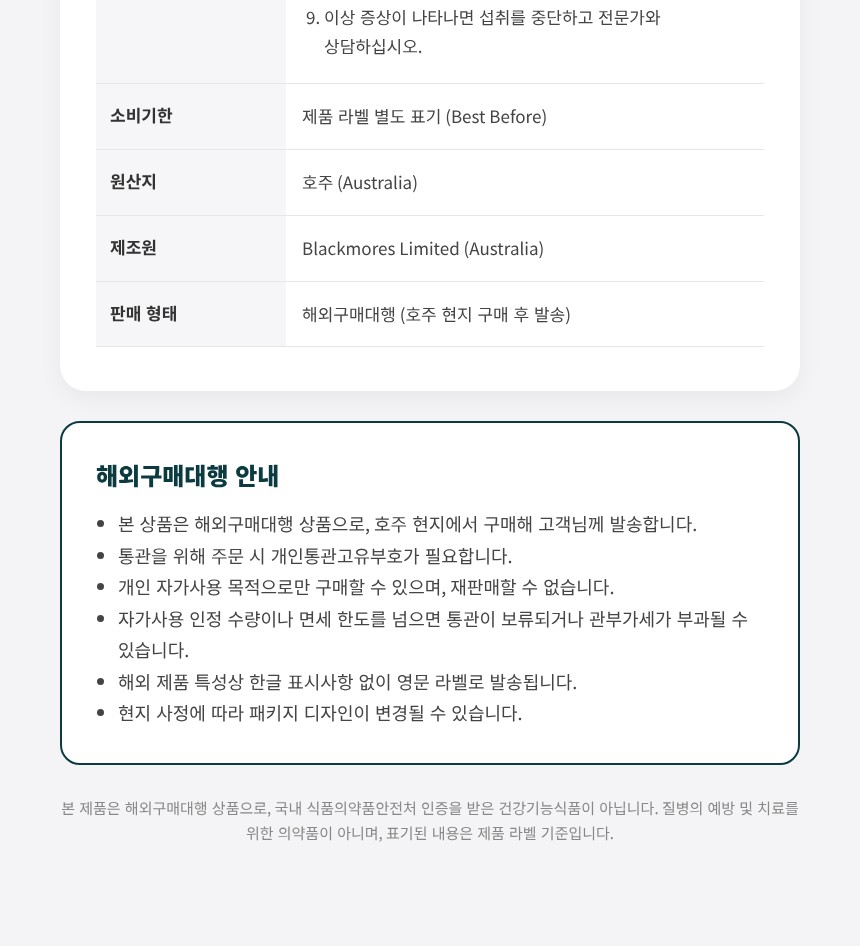 9. 이상 증상이 나타나면 섭취를 중단하고 전문가와
상담하십시오.
소비기한 제품 라벨 별도 표기 (Best Before)
원산지 호주 (Australia)
제조원 Blackmores Limited (Australia)
판매 형태 해외구매대행 (호주 현지 구매 후 발송)
해외구매대행 안내
• 본 상품은 해외구매대행 상품으로, 호주 현지에서 구매해 고객님께 발송합니다.
• 통관을 위해 주문 시 개인통관고유부호가 필요합니다.
• 개인 자가사용 목적으로만 구매할 수 있으며, 재판매할 수 없습니다.
• 자가사용 인정 수량이나 면세 한도를 넘으면 통관이 보류되거나 관부가세가 부과될 수
있습니다.
• 해외 제품 특성상 한글 표시사항 없이 영문 라벨로 발송됩니다.
• 현지 사정에 따라 패키지 디자인이 변경될 수 있습니다.
본 제품은 해외구매대행 상품으로, 국내 식품의약품안전처 인증을 받은 건강기능식품이 아닙니다. 질병의 예방 및 치료를
위한 의약품이 아니며, 표기된 내용은 제품 라벨 기준입니다.